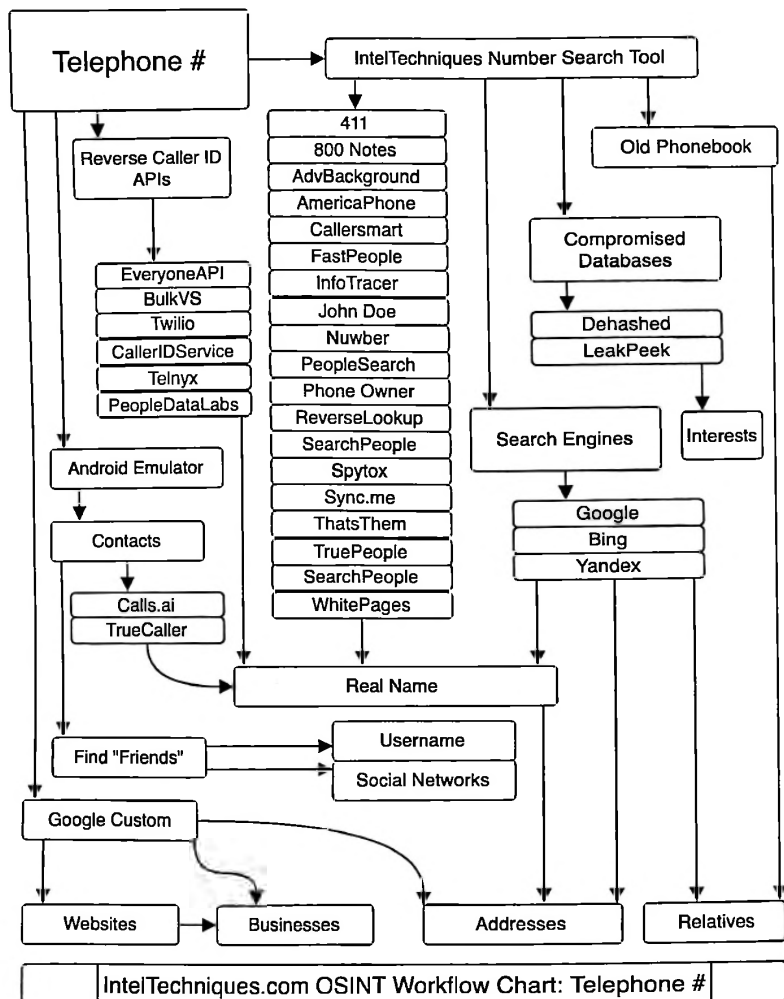 Telephone #
IntelTechniques Number Search Tool
Reverse Caller ID
APIs
EveryoneAPI
BulkVS
Twilio
CallerIDService
Telnyx
PeopleDataLabs
411
800 Notes
AdvBackground
AmericaPhone
Callersmart
FastPeople
InfoTracer
John Doe
Nuwber
PeopleSearch
Phone Owner
ReverseLookup
SearchPeople
Spytox
Sync.me
ThatsThem
TruePeople
SearchPeople
WhitePages
Old Phonebook
Compromised
Databases
Dehashed
LeakPeek
Interests
Search Engines
Google
Bing
Yandex
Android Emulator
Contacts
Calls.ai
TrueCaller
Real Name
Find "Friends"
Username
Social Networks
Google Custom
Websites
Businesses
Addresses
Relatives
IntelTechniques.com OSINT Workflow Chart: Telephone #